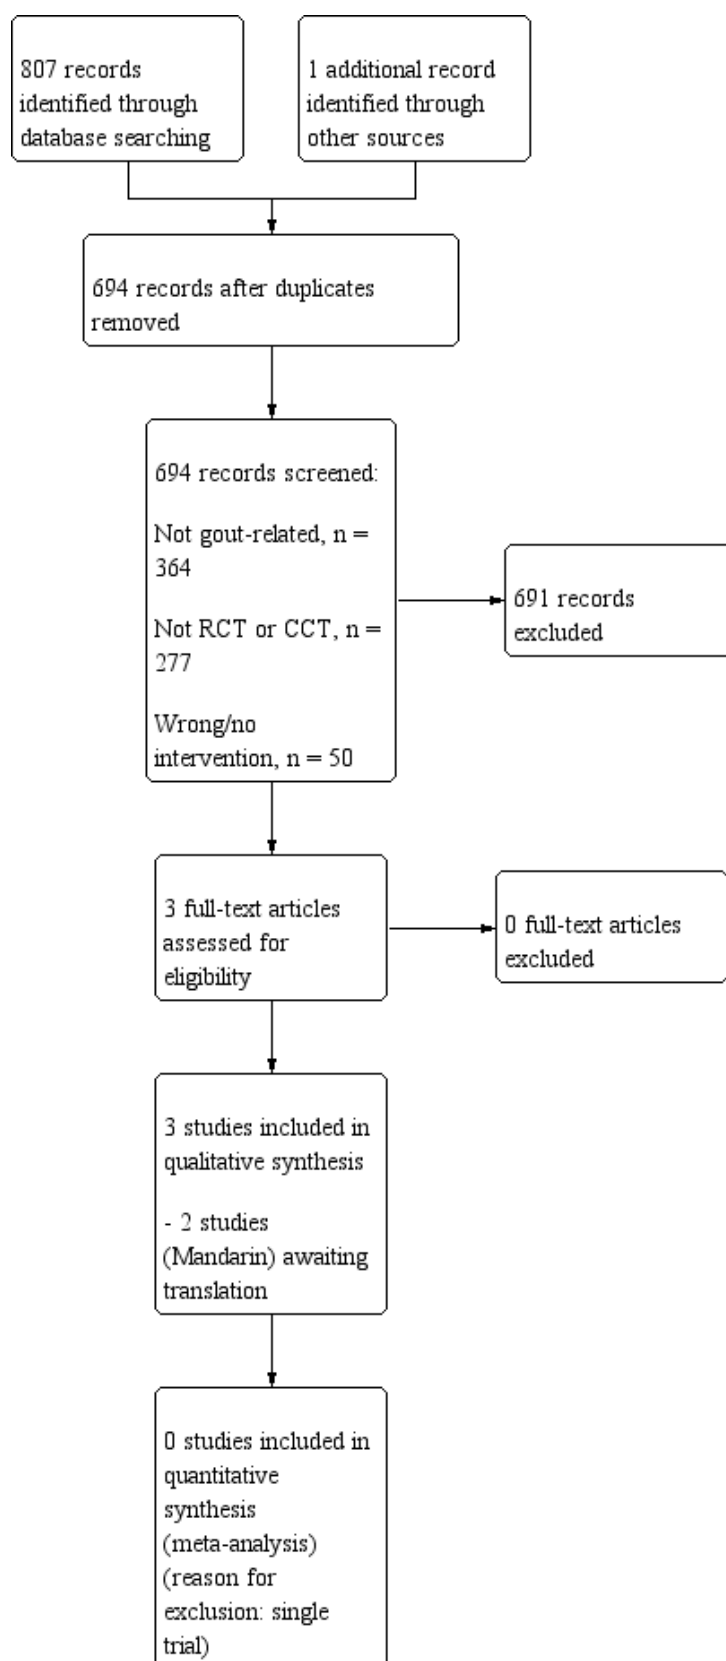 807 records
identified through
database searching
1 additional record
identified through
other sources
694 records after duplicates
removed
694 records screened:
Not gout-related, n =
364
Not RCT or CCT, n =
277
Wrong/no
intervention, n = 50
691 records
excluded
3 full-text articles
assessed for
eligibility
0 full-text articles
excluded
3 studies included in
qualitative synthesis
- 2 studies
(Mandarin) awaiting
translation
0 studies included in
quantitative
synthesis
(meta-analysis)
(reason for
exclusion: single
trial)